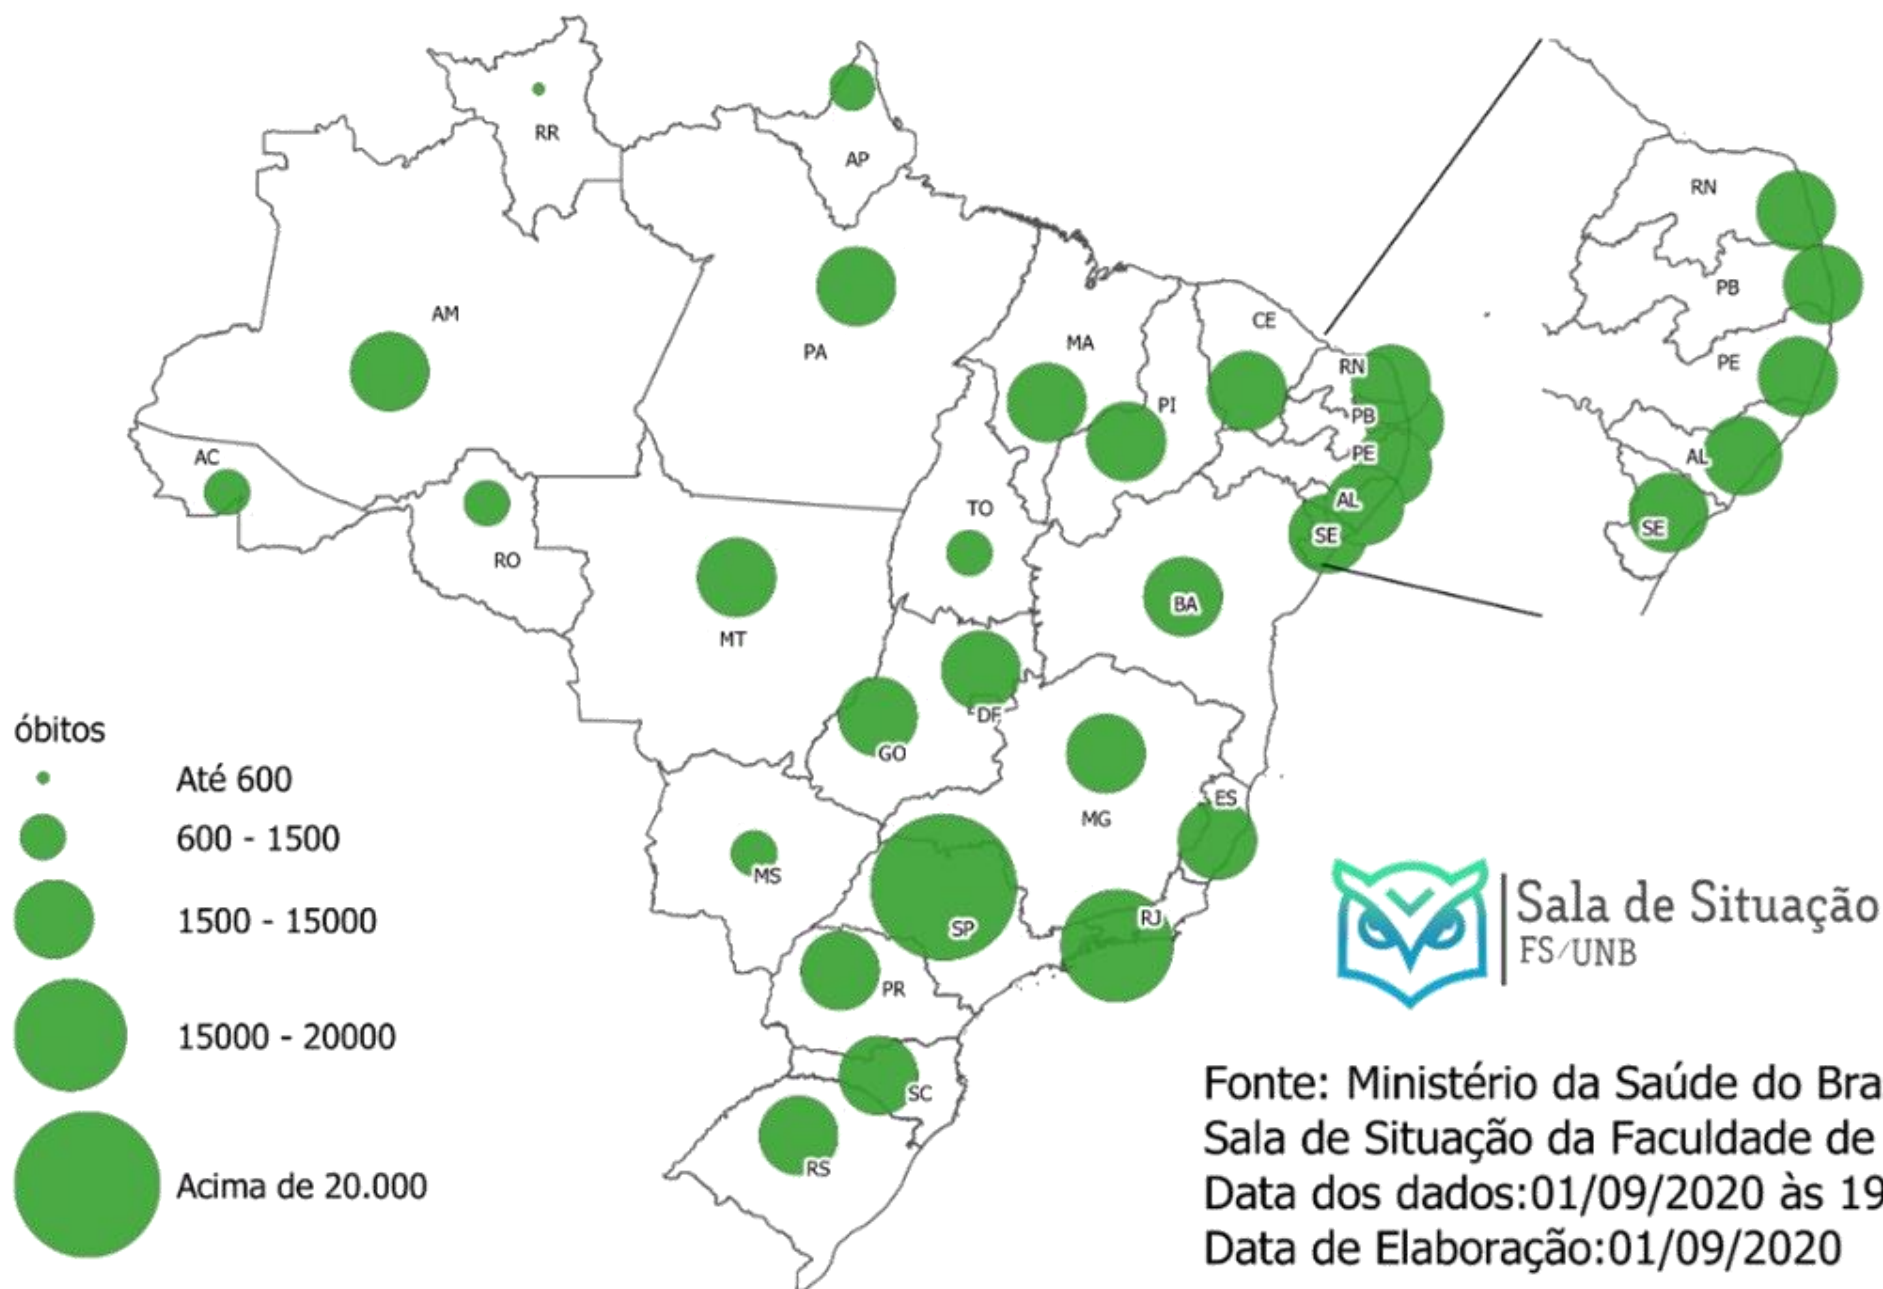 RR
AP
AM
PA
MA
CE
PI
RN
PB
PE
AL
SE
AC
RO
TO
MT
BA
DF
GO
MG
ES
MS
SP
RJ
PR
SC
RS
RN
PB
PE
AL
SE
óbitos
Até 600
600 - 1500
1500 - 15000
15000 - 20000
Acima de 20.000
Sala de Situação
FS/UNB
Fonte: Ministério da Saúde do Bra
Sala de Situação da Faculdade de
Data dos dados:01/09/2020 às 19
Data de Elaboração:01/09/2020